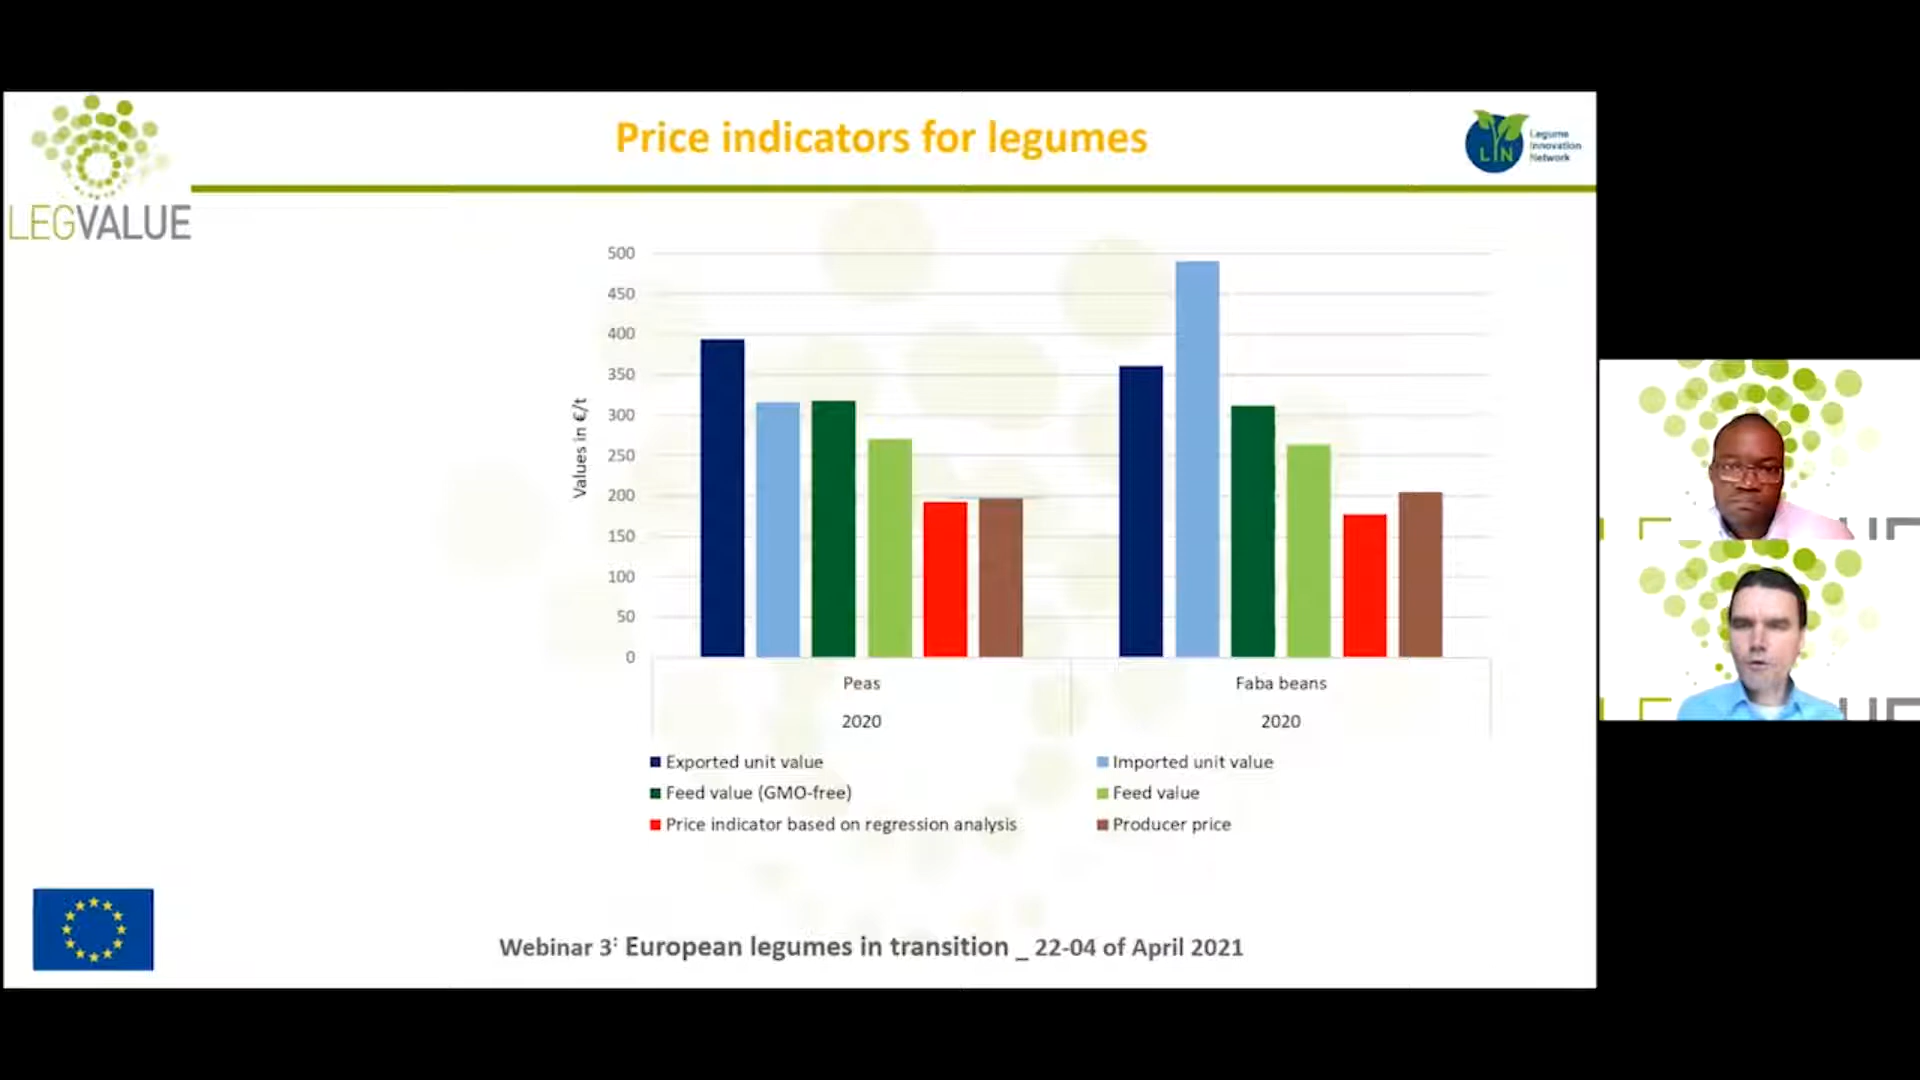 Price indicators for legumes
LIN
Legume
Innovation
Network
LEGVALUE
500
450
400
350
300
250
200
150
100
50
0
Values in €/t
Peas
Faba beans
2020
2020
Exported unit value
Imported unit value
Feed value (GMO-free)
Feed value
Price indicator based on regression analysis
Producer price
Webinar 3: European legumes in transition _ 22-04 of April 2021